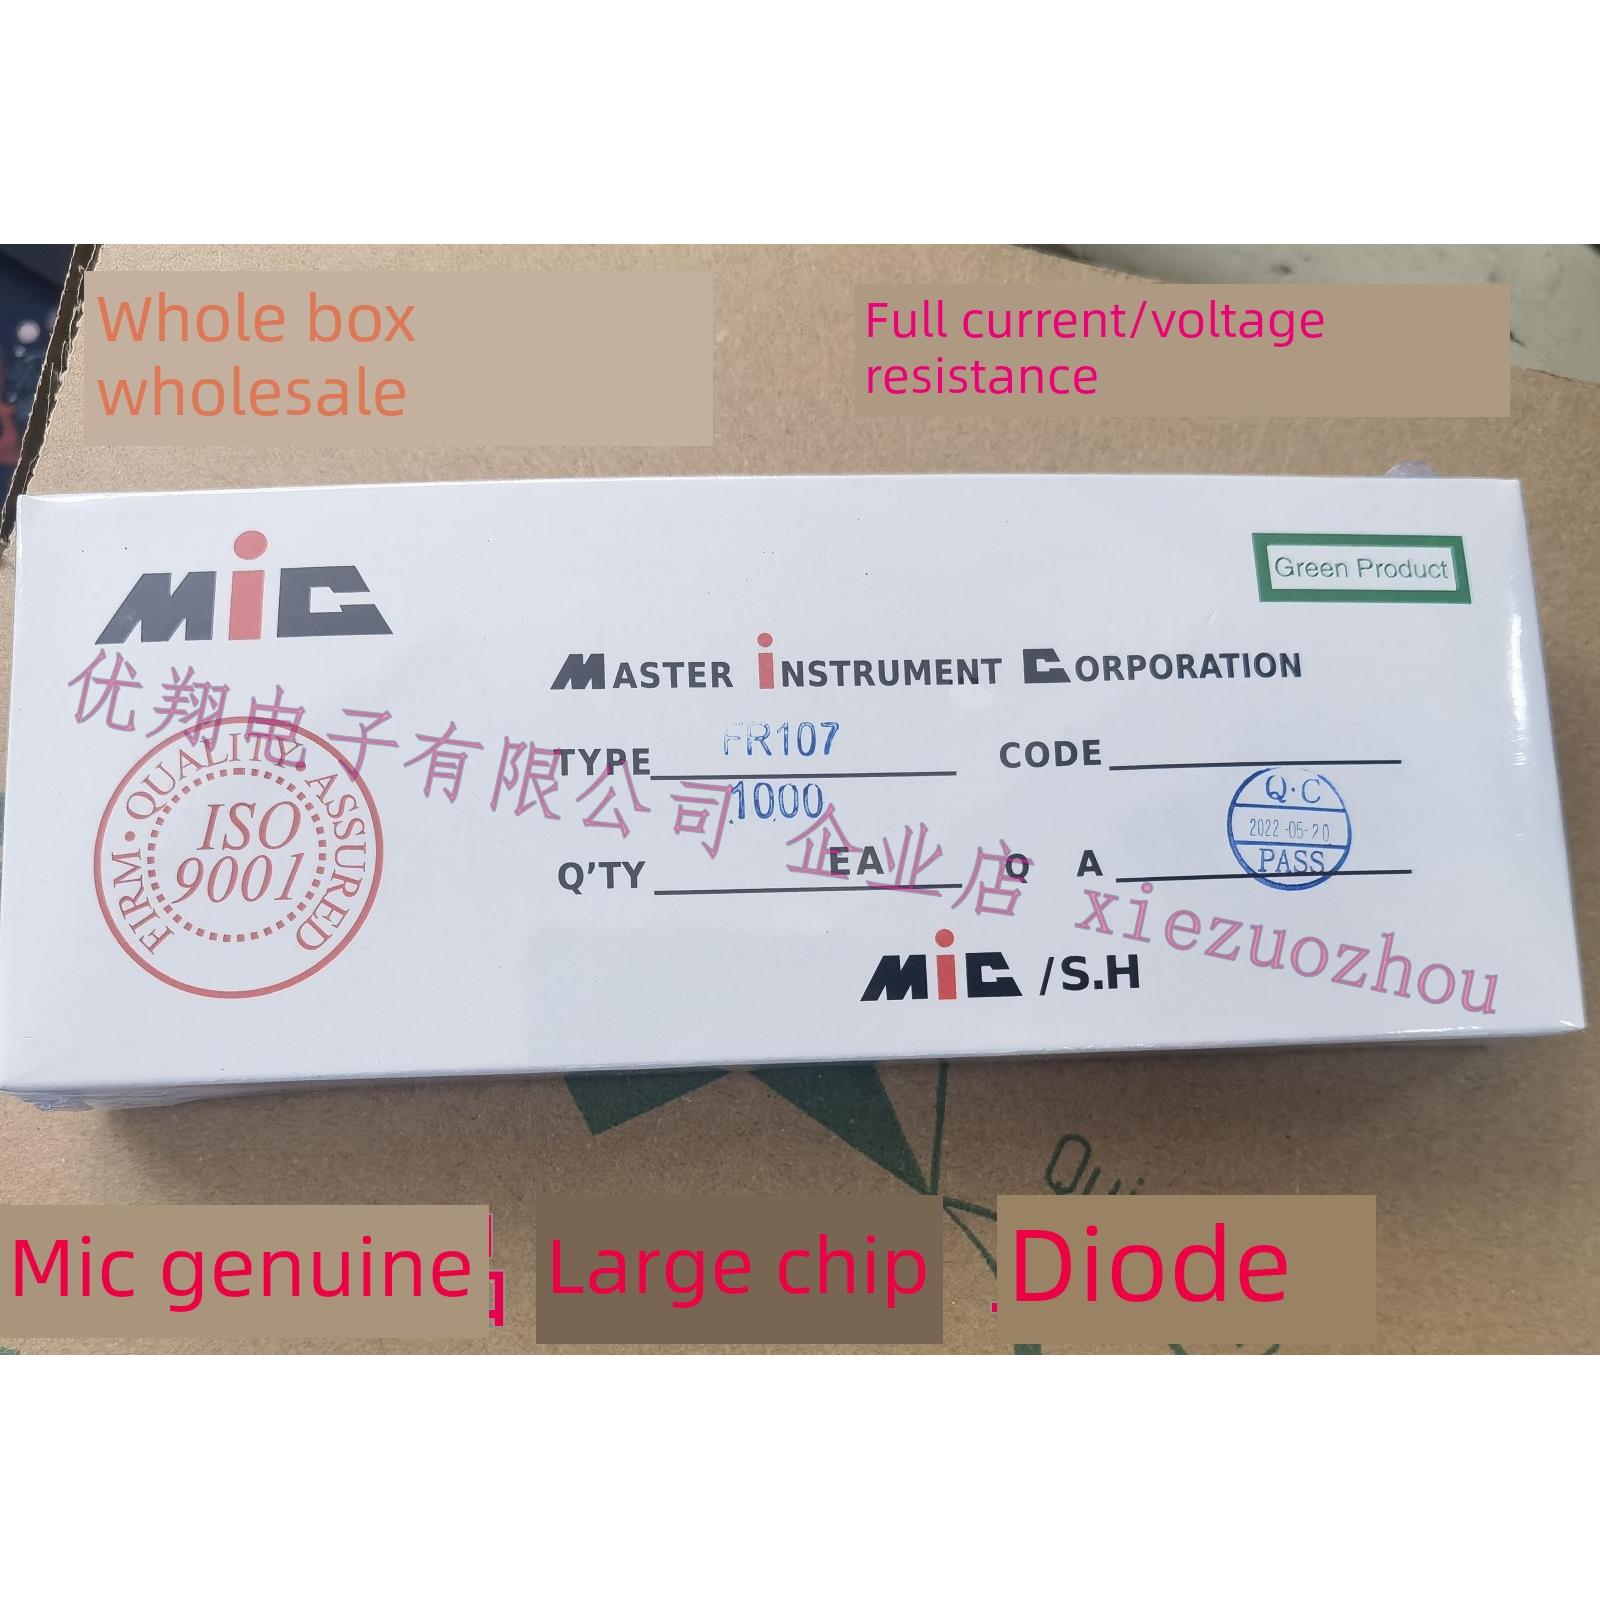 Whole box
wholesale
Full current/voltage
resistance
MiC
Green Product
MASTER iNSTRUMENT CORPORATION
TYPE FR107 CODE
1000
Q'TY EA Q A
Q·C
2022-05-20
PASS
FIRM • QUALITY. ASSURED
ISO
9001
MiC /S.H
优翔电子有限公司 企业店 xiezuozhou
Qui
Mic genuine
Large chip
Diode